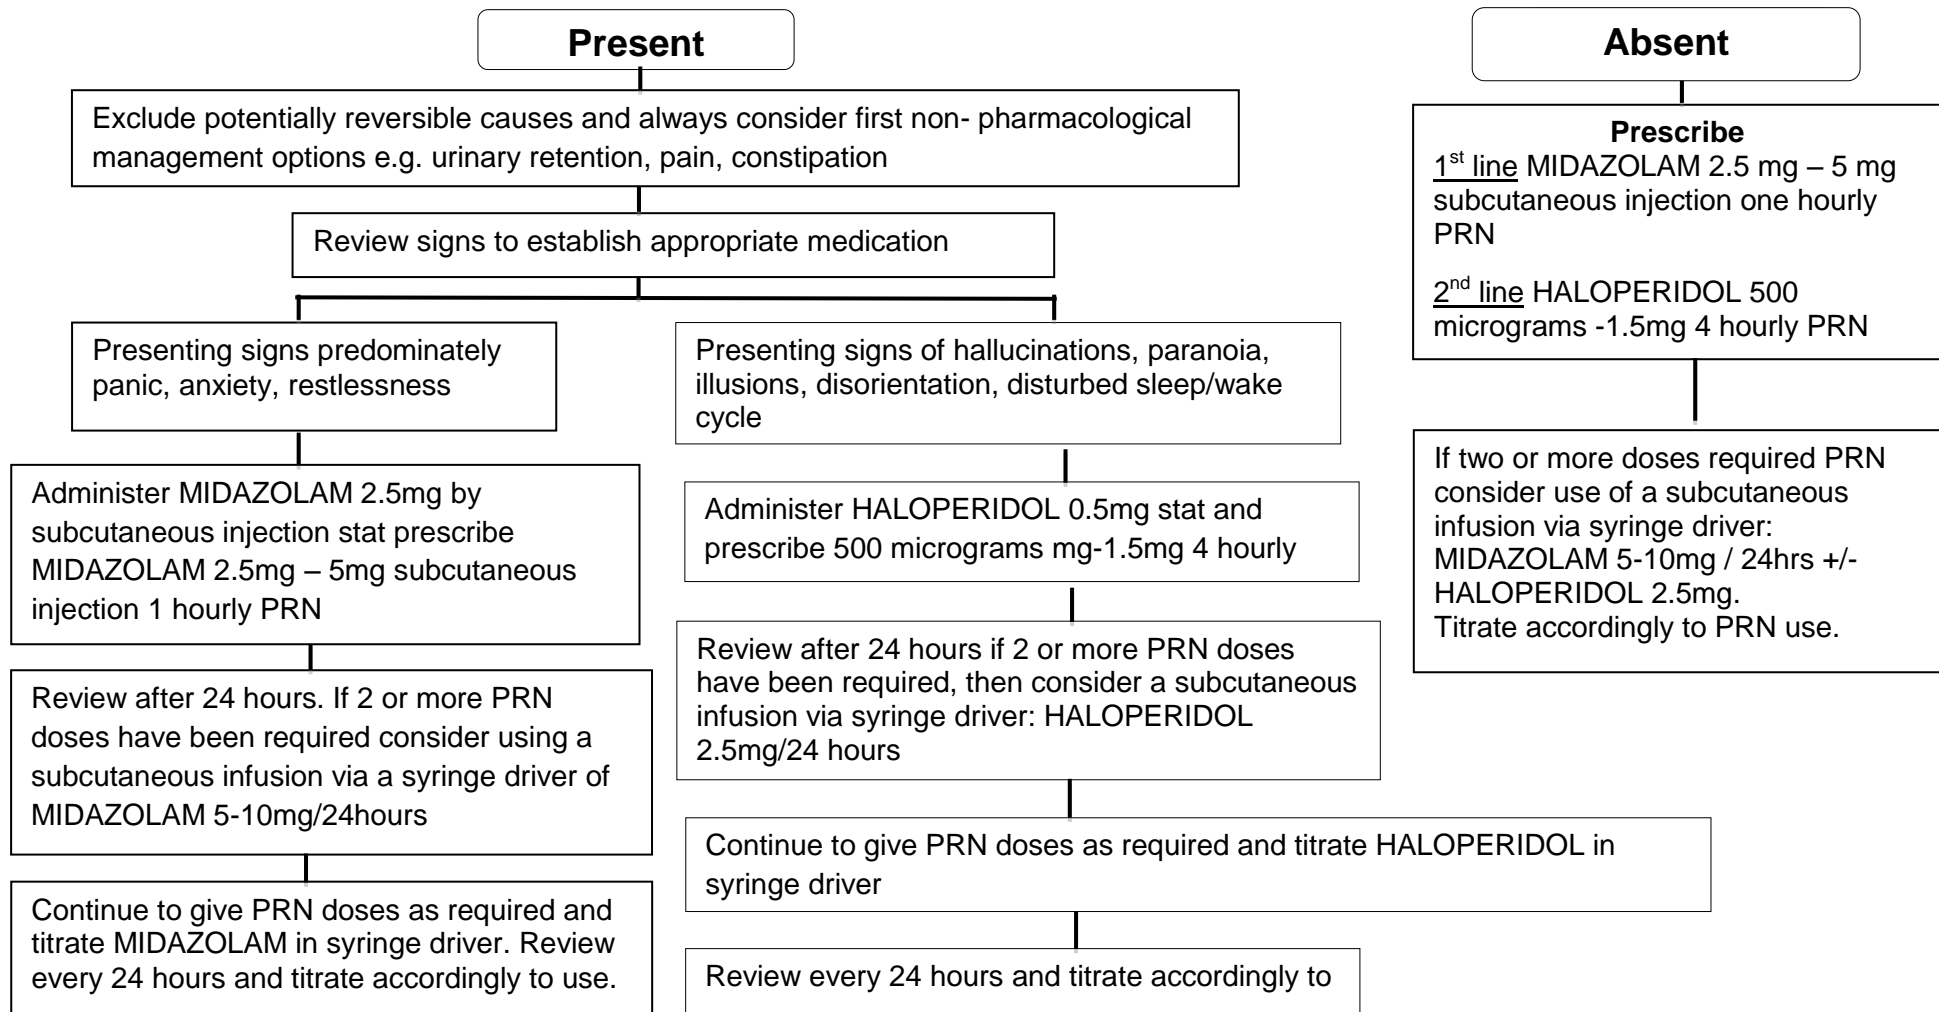 Present
Exclude potentially reversible causes and always consider first non- pharmacological
management options e.g. urinary retention, pain, constipation
Review signs to establish appropriate medication
Presenting signs predominately
panic, anxiety, restlessness
Administer MIDAZOLAM 2.5mg by
subcutaneous injection stat prescribe
MIDAZOLAM 2.5mg – 5mg subcutaneous
injection 1 hourly PRN
Review after 24 hours. If 2 or more PRN
doses have been required consider using a
subcutaneous infusion via a syringe driver of
MIDAZOLAM 5-10mg/24hours
Continue to give PRN doses as required and
titrate MIDAZOLAM in syringe driver. Review
every 24 hours and titrate accordingly to use.
Presenting signs of hallucinations, paranoia,
illusions, disorientation, disturbed sleep/wake
cycle
Administer HALOPERIDOL 0.5mg stat and
prescribe 500 micrograms mg-1.5mg 4 hourly
Review after 24 hours if 2 or more PRN doses
have been required, then consider a subcutaneous
infusion via syringe driver: HALOPERIDOL
2.5mg/24 hours
Continue to give PRN doses as required and titrate HALOPERIDOL in
syringe driver
Review every 24 hours and titrate accordingly to
Absent
Prescribe
1st line MIDAZOLAM 2.5 mg – 5 mg
subcutaneous injection one hourly
PRN
2nd line HALOPERIDOL 500
micrograms -1.5mg 4 hourly PRN
If two or more doses required PRN
consider use of a subcutaneous
infusion via syringe driver:
MIDAZOLAM 5-10mg / 24hrs +/-
HALOPERIDOL 2.5mg.
Titrate accordingly to PRN use.